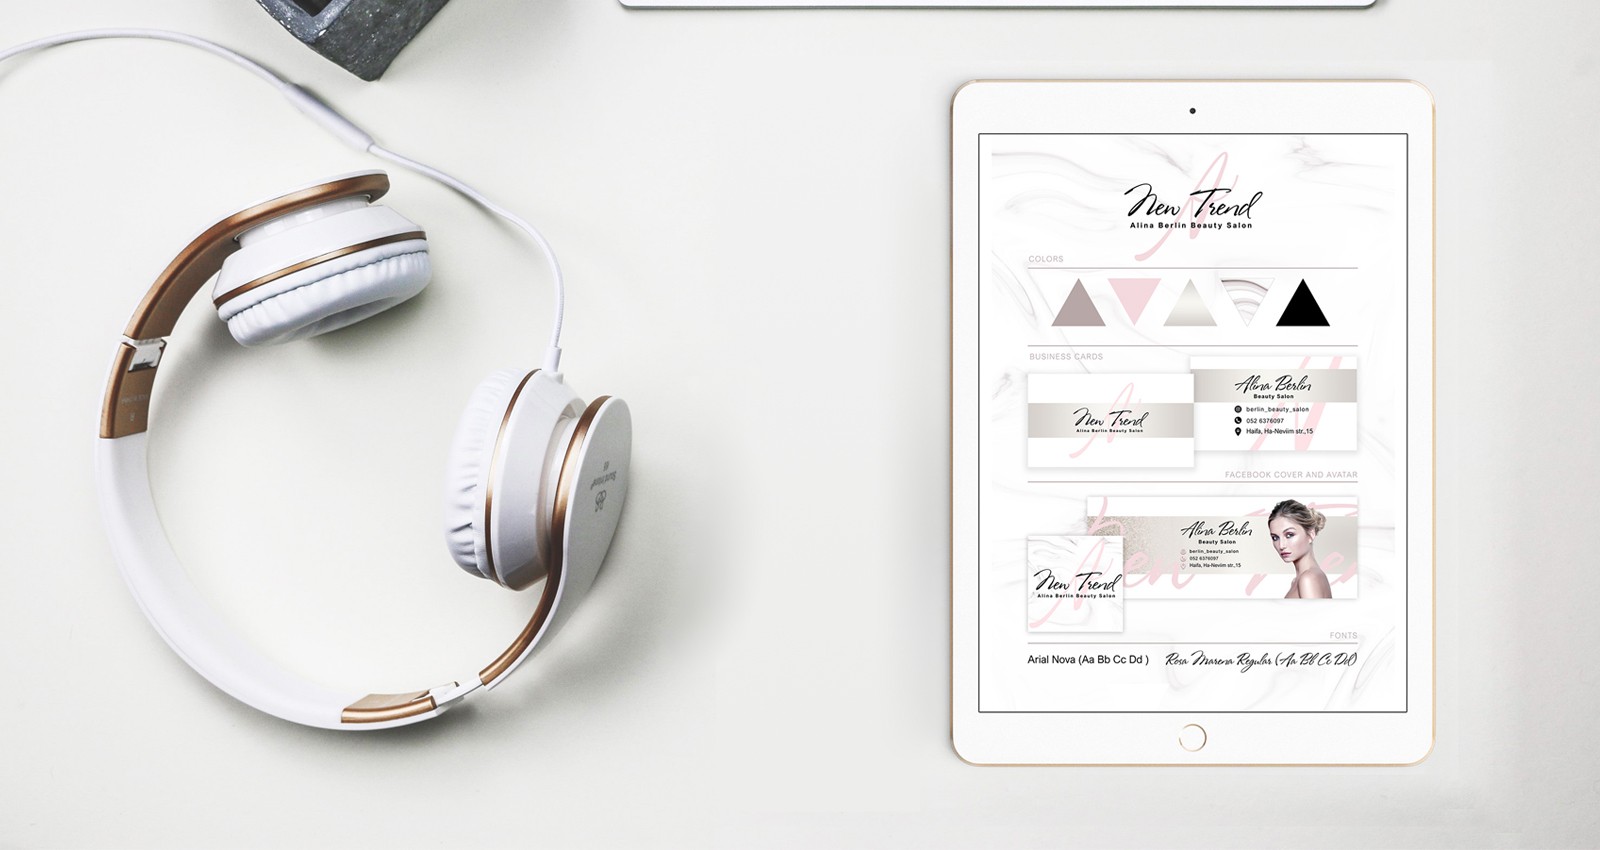 New Trend
Alina Berlin Beauty Salon
COLORS
BUSINESS CARDS
New Trend
Alina Berlin Beauty Salon
Alina Berlin
Beauty Salon
berlin_beauty_salon
052 6376097
Haifa, Ha-Neviim str.,15
FACEBOOK COVER AND AVATAR
Alina Berlin
Beauty Salon
berlin_beauty_salon
052 6376097
Haifa, Ha-Neviim str.,15
New Trend
Alina Berlin Beauty Salon
FONTS
Arial Nova (Aa Bb Cc Dd )
Rosa Marena Regular (Aa Bb Cc Dd)